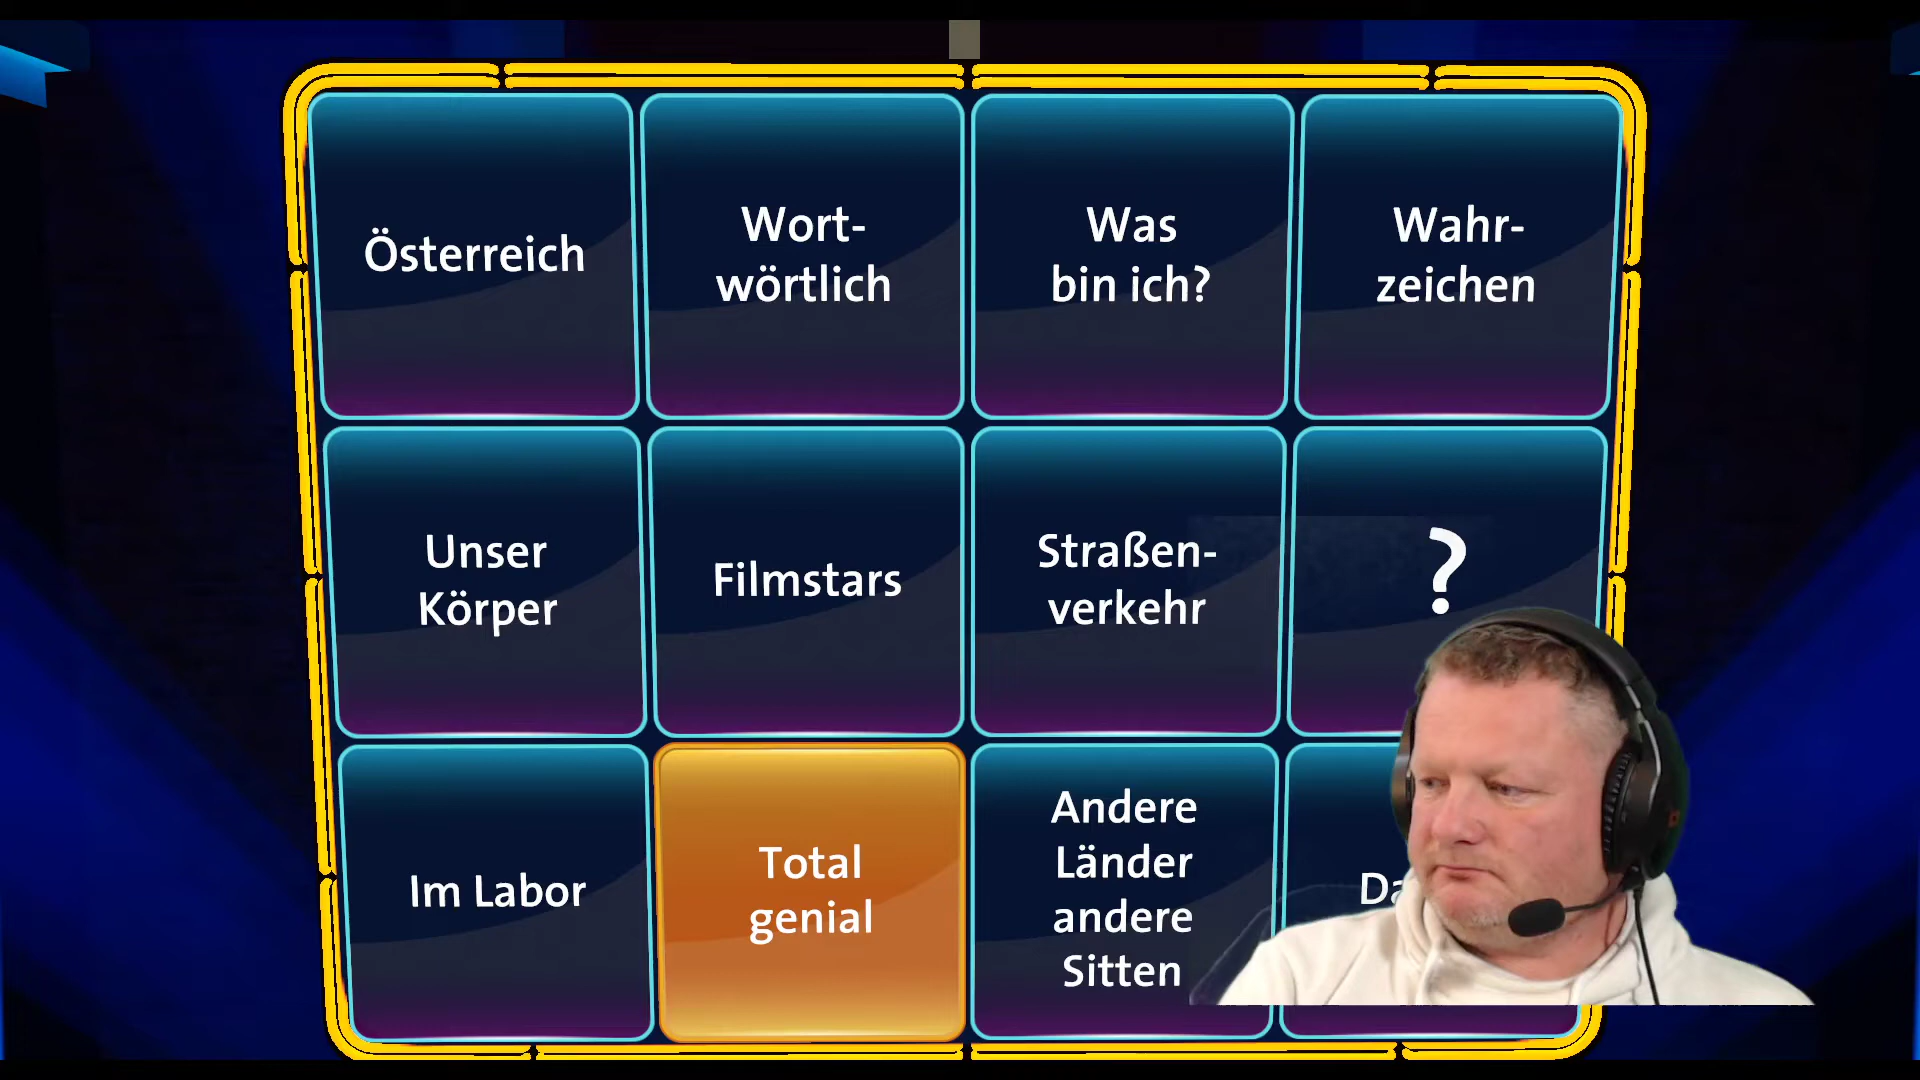 Österreich
Wort-
wörtlich
Was
bin ich?
Wahr-
zeichen
Unser
Körper
Filmstars
Straßen-
verkehr
?
Im Labor
Total
genial
Andere
Länder
andere
Sitten